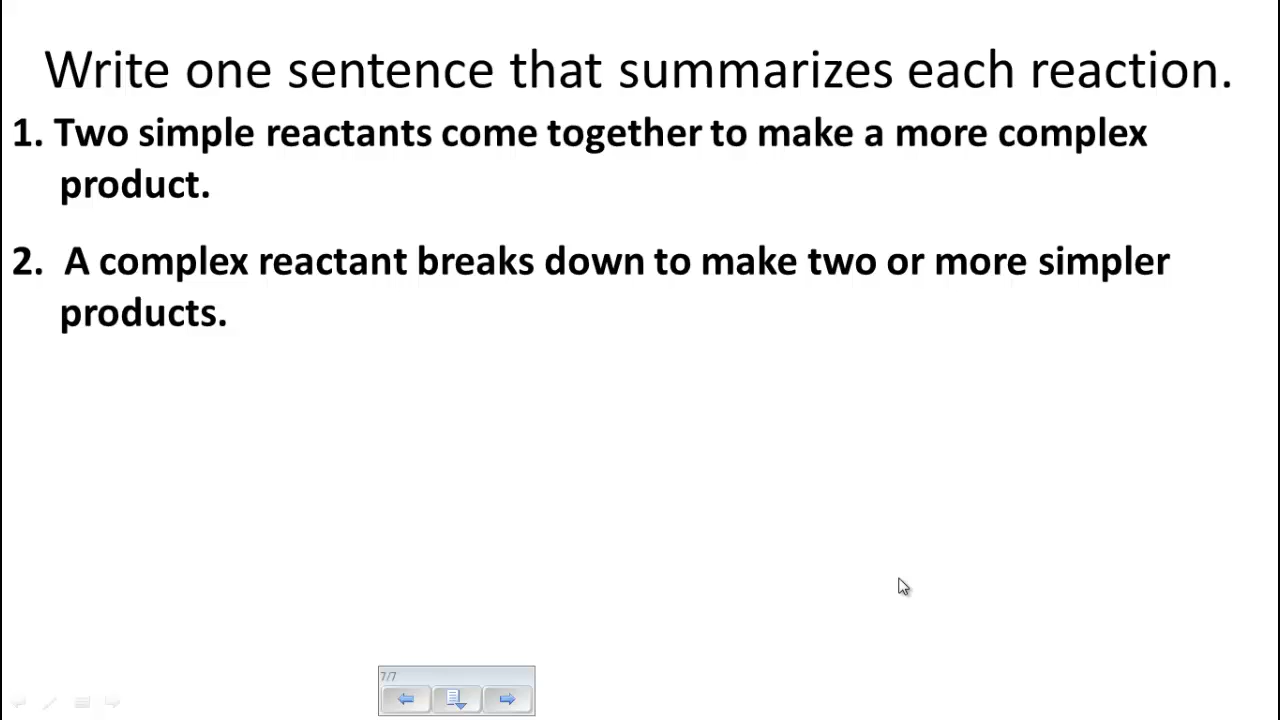 Write one sentence that summarizes each reaction.
1. Two simple reactants come together to make a more complex
product.
2. A complex reactant breaks down to make two or more simpler
products.
7/7